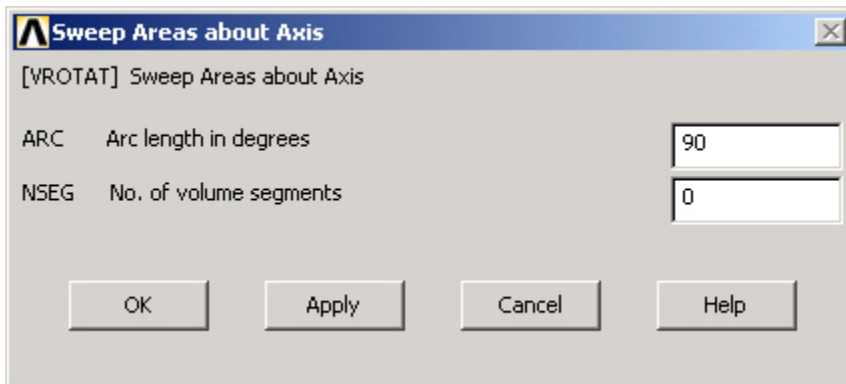 Sweep Areas about Axis
[VROTAT] Sweep Areas about Axis
ARC Arc length in degrees 90
NSEG No. of volume segments 0
OK Apply Cancel Help